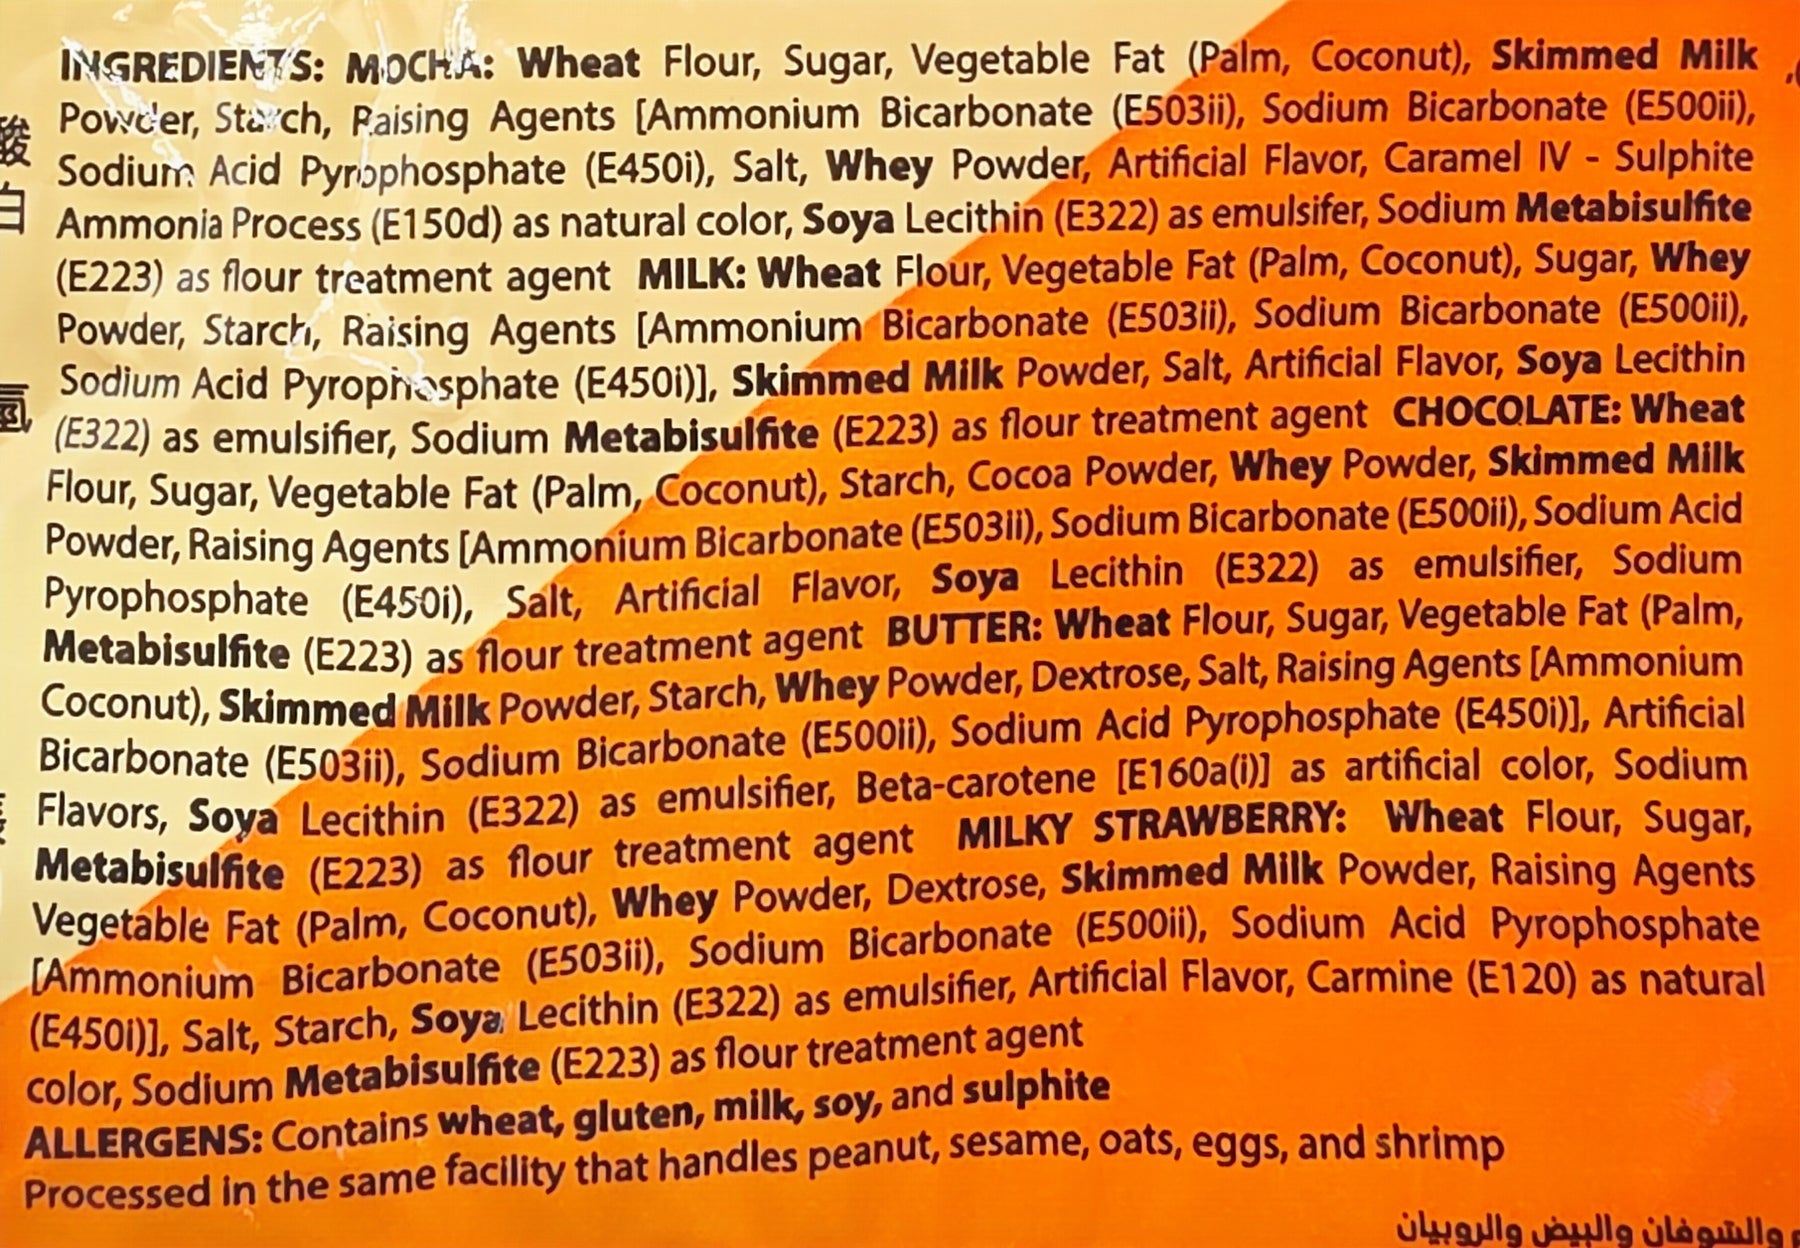 INGREDIENTS: MOCHA: Wheat Flour, Sugar, Vegetable Fat (Palm, Coconut), Skimmed Milk
Powder, Starch, Raising Agents [Ammonium Bicarbonate (E503ii), Sodium Bicarbonate (E500ii),
Sodium Acid Pyrophosphate (E450i), Salt, Whey Powder, Artificial Flavor, Caramel IV - Sulphite
Ammonia Process (E150d) as natural color, Soya Lecithin (E322) as emulsifer, Sodium Metabisulfite
(E223) as flour treatment agent MILK: Wheat Flour, Vegetable Fat (Palm, Coconut), Sugar, Whey
Powder, Starch, Raising Agents [Ammonium Bicarbonate (E503ii), Sodium Bicarbonate (E500ii),
Sodium Acid Pyrophosphate (E450i)], Skimmed Milk Powder, Salt, Artificial Flavor, Soya Lecithin
(E322) as emulsifier, Sodium Metabisulfite (E223) as flour treatment agent CHOCOLATE: Wheat
Flour, Sugar, Vegetable Fat (Palm, Coconut), Starch, Cocoa Powder, Whey Powder, Skimmed Milk
Powder, Raising Agents [Ammonium Bicarbonate (E503ii), Sodium Bicarbonate (E500ii), Sodium Acid
Pyrophosphate (E450i), Salt, Artificial Flavor, Soya Lecithin (E322) as emulsifier, Sodium
Metabisulfite (E223) as flour treatment agent BUTTER: Wheat Flour, Sugar, Vegetable Fat (Palm,
Coconut), Skimmed Milk Powder, Starch, Whey Powder, Dextrose, Salt, Raising Agents [Ammonium
Bicarbonate (E503ii), Sodium Bicarbonate (E500ii), Sodium Acid Pyrophosphate (E450i)], Artificial
Flavors, Soya Lecithin (E322) as emulsifier, Beta-carotene [E160a(i)] as artificial color, Sodium
Metabisulfite (E223) as flour treatment agent MILKY STRAWBERRY: Wheat Flour, Sugar,
Vegetable Fat (Palm, Coconut), Whey Powder, Dextrose, Skimmed Milk Powder, Raising Agents
[Ammonium Bicarbonate (E503ii), Sodium Bicarbonate (E500ii), Sodium Acid Pyrophosphate
(E450i)], Salt, Starch, Soya Lecithin (E322) as emulsifier, Artificial Flavor, Carmine (E120) as natural
color, Sodium Metabisulfite (E223) as flour treatment agent
ALLERGENS: Contains wheat, gluten, milk, soy, and sulphite
Processed in the same facility that handles peanut, sesame, oats, eggs, and shrimp
والشوفان والبيض والروبيان
酸
白